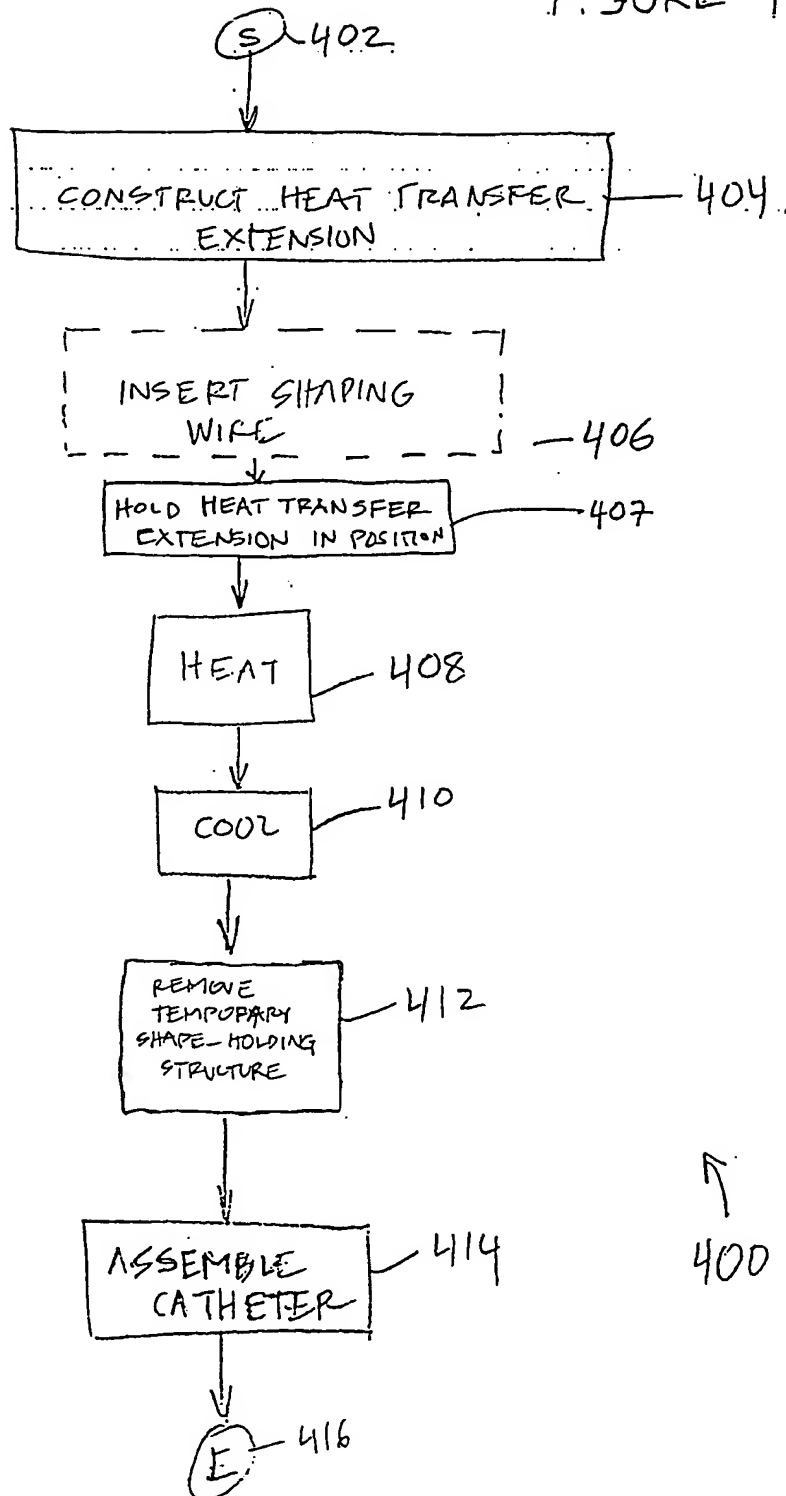 S 402
CONSTRUCT HEAT TRANSFER 404
EXTENSION
INSERT SHAPING
WIRE 406
HOLD HEAT TRANSFER
EXTENSION IN POSITION 407
HEAT 408
COOL 410
REMOVE
TEMPORARY
SHAPE-HOLDING
STRUCTURE
412
ASSEMBLE
CATHETER
414
400
E 416